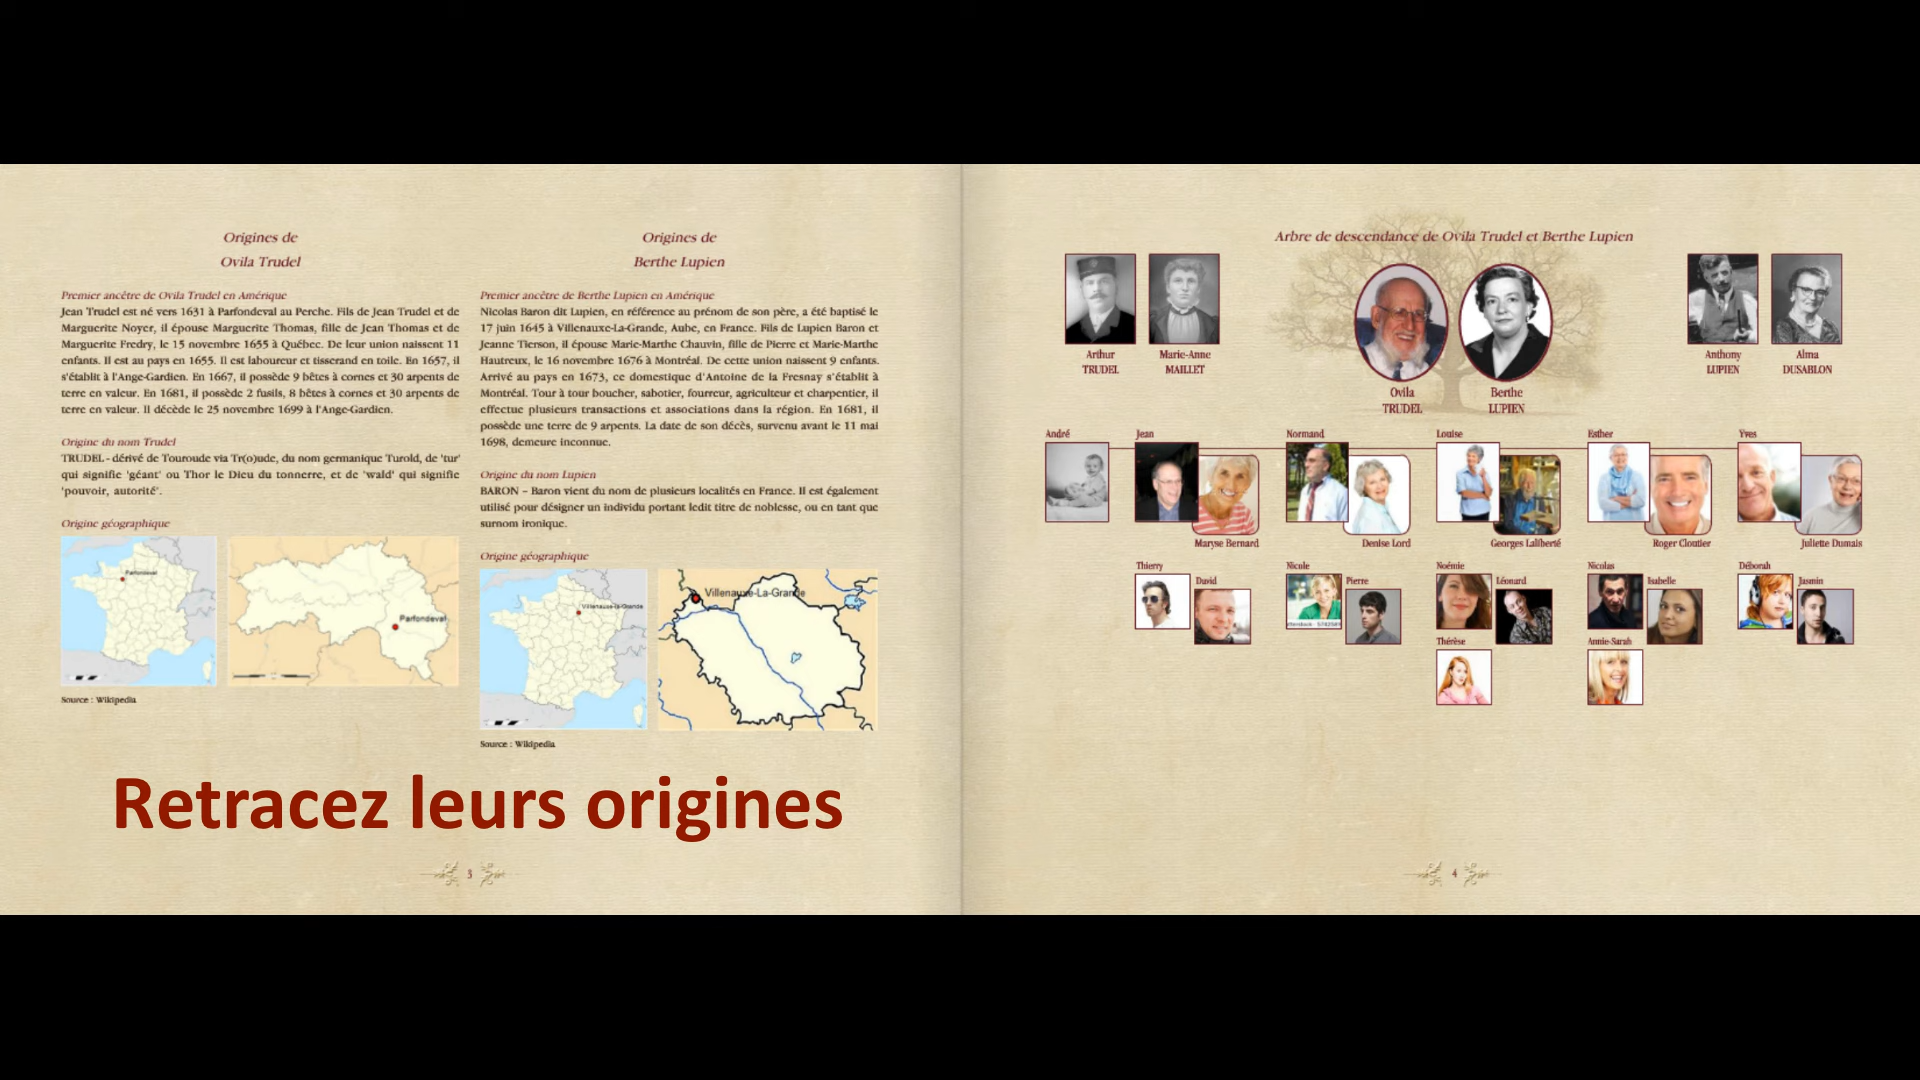 Origines de
Ovila Trudel
Premier ancêtre de Ovila Trudel en Amérique
Jean Trudel est né vers 1631 à Parfondeval au Perche. Fils de Jean Trudel et de
Marguerite Noyer, il épouse Marguerite Thomas, fille de Jean Thomas et de
Marguerite Fredry, le 15 novembre 1655 à Québec. De leur union naissent 11
enfants. Il est au pays en 1655. Il est laboureur et tisserand en toile. En 1657, il
s'établit à l'Ange-Gardien. En 1667, il possède 9 bêtes à cornes et 30 arpents de
terre en valeur. En 1681, il possède 2 fusils, 8 bêtes à cornes et 30 arpents de
terre en valeur. Il décède le 25 novembre 1699 à l'Ange-Gardien.
Origine du nom Trudel
TRUDEL - dérivé de Touroude via Tr(o)ude, du nom germanique Turold, de 'tur'
qui signifie 'géant' ou Thor le Dieu du tonnerre, et de 'wald' qui signifie
'pouvoir, autorité'.
Origine géographique
Parfondeval
Parfondeval
Source : Wikipedia
Origines de
Berthe Lupien
Premier ancêtre de Berthe Lupien en Amérique
Nicolas Baron dit Lupien, en référence au prénom de son père, a été baptisé le
17 juin 1645 à Villenauxe-La-Grande, Aube, en France. Fils de Lupien Baron et
Jeanne Tierson, il épouse Marie-Marthe Chauvin, fille de Pierre et Marie-Marthe
Hautreux, le 16 novembre 1676 à Montréal. De cette union naissent 9 enfants.
Arrivé au pays en 1673, ce domestique d'Antoine de la Fresnay s'établit à
Montréal. Tour à tour boucher, sabotier, fourreur, agriculteur et charpentier, il
effectue plusieurs transactions et associations dans la région. En 1681, il
possède une terre de 9 arpents. La date de son décès, survenu avant le 11 mai
1698, demeure inconnue.
Origine du nom Lupien
BARON – Baron vient du nom de plusieurs localités en France. Il est également
utilisé pour désigner un individu portant ledit titre de noblesse, ou en tant que
surnom ironique.
Origine géographique
Villenauxe-la-Grande
Villenauxe-La-Grande
Source : Wikipedia
Retracez leurs origines
3
Arbre de descendance de Ovila Trudel et Berthe Lupien
Arthur
TRUDEL
Marie-Anne
MAILLET
Ovila
TRUDEL
Berthe
LUPIEN
Anthony
LUPIEN
Alma
DUSABLON
André
Jean
Normand
Louise
Esther
Yves
Maryse Bernard
Denise Lord
Georges Laliberté
Roger Cloutier
Juliette Dumais
Thierry
David
Nicole
Pierre
Noémie
Léonard
Nicolas
Isabelle
Déborah
Jasmin
Thérèse
Annie-Sarah
4